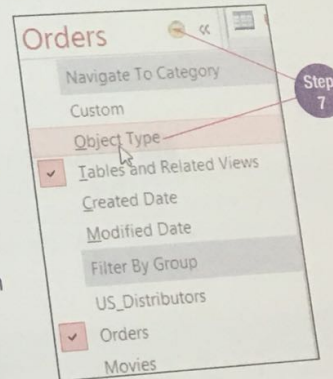 Orders «
Navigate To Category
Custom
Object Type
Tables and Related Views
Created Date
Modified Date
Filter By Group
US_Distributors
Orders
Movies
Step
7